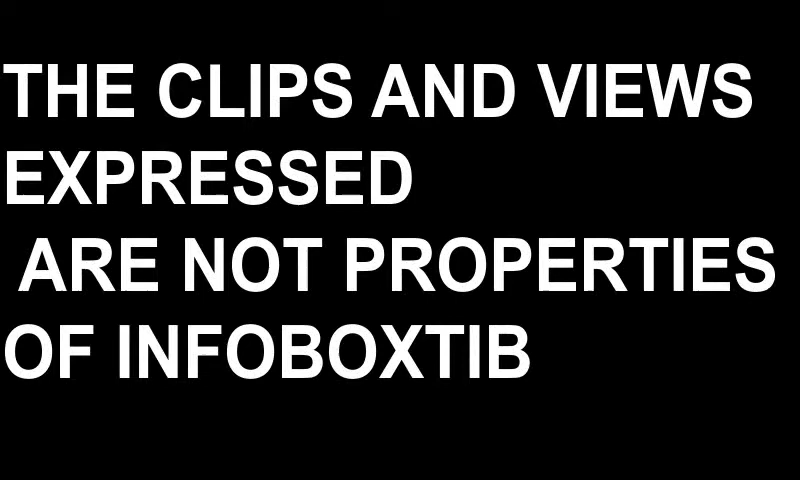 THE CLIPS AND VIEWS
EXPRESSED
ARE NOT PROPERTIES
OF INFOBOXTIB